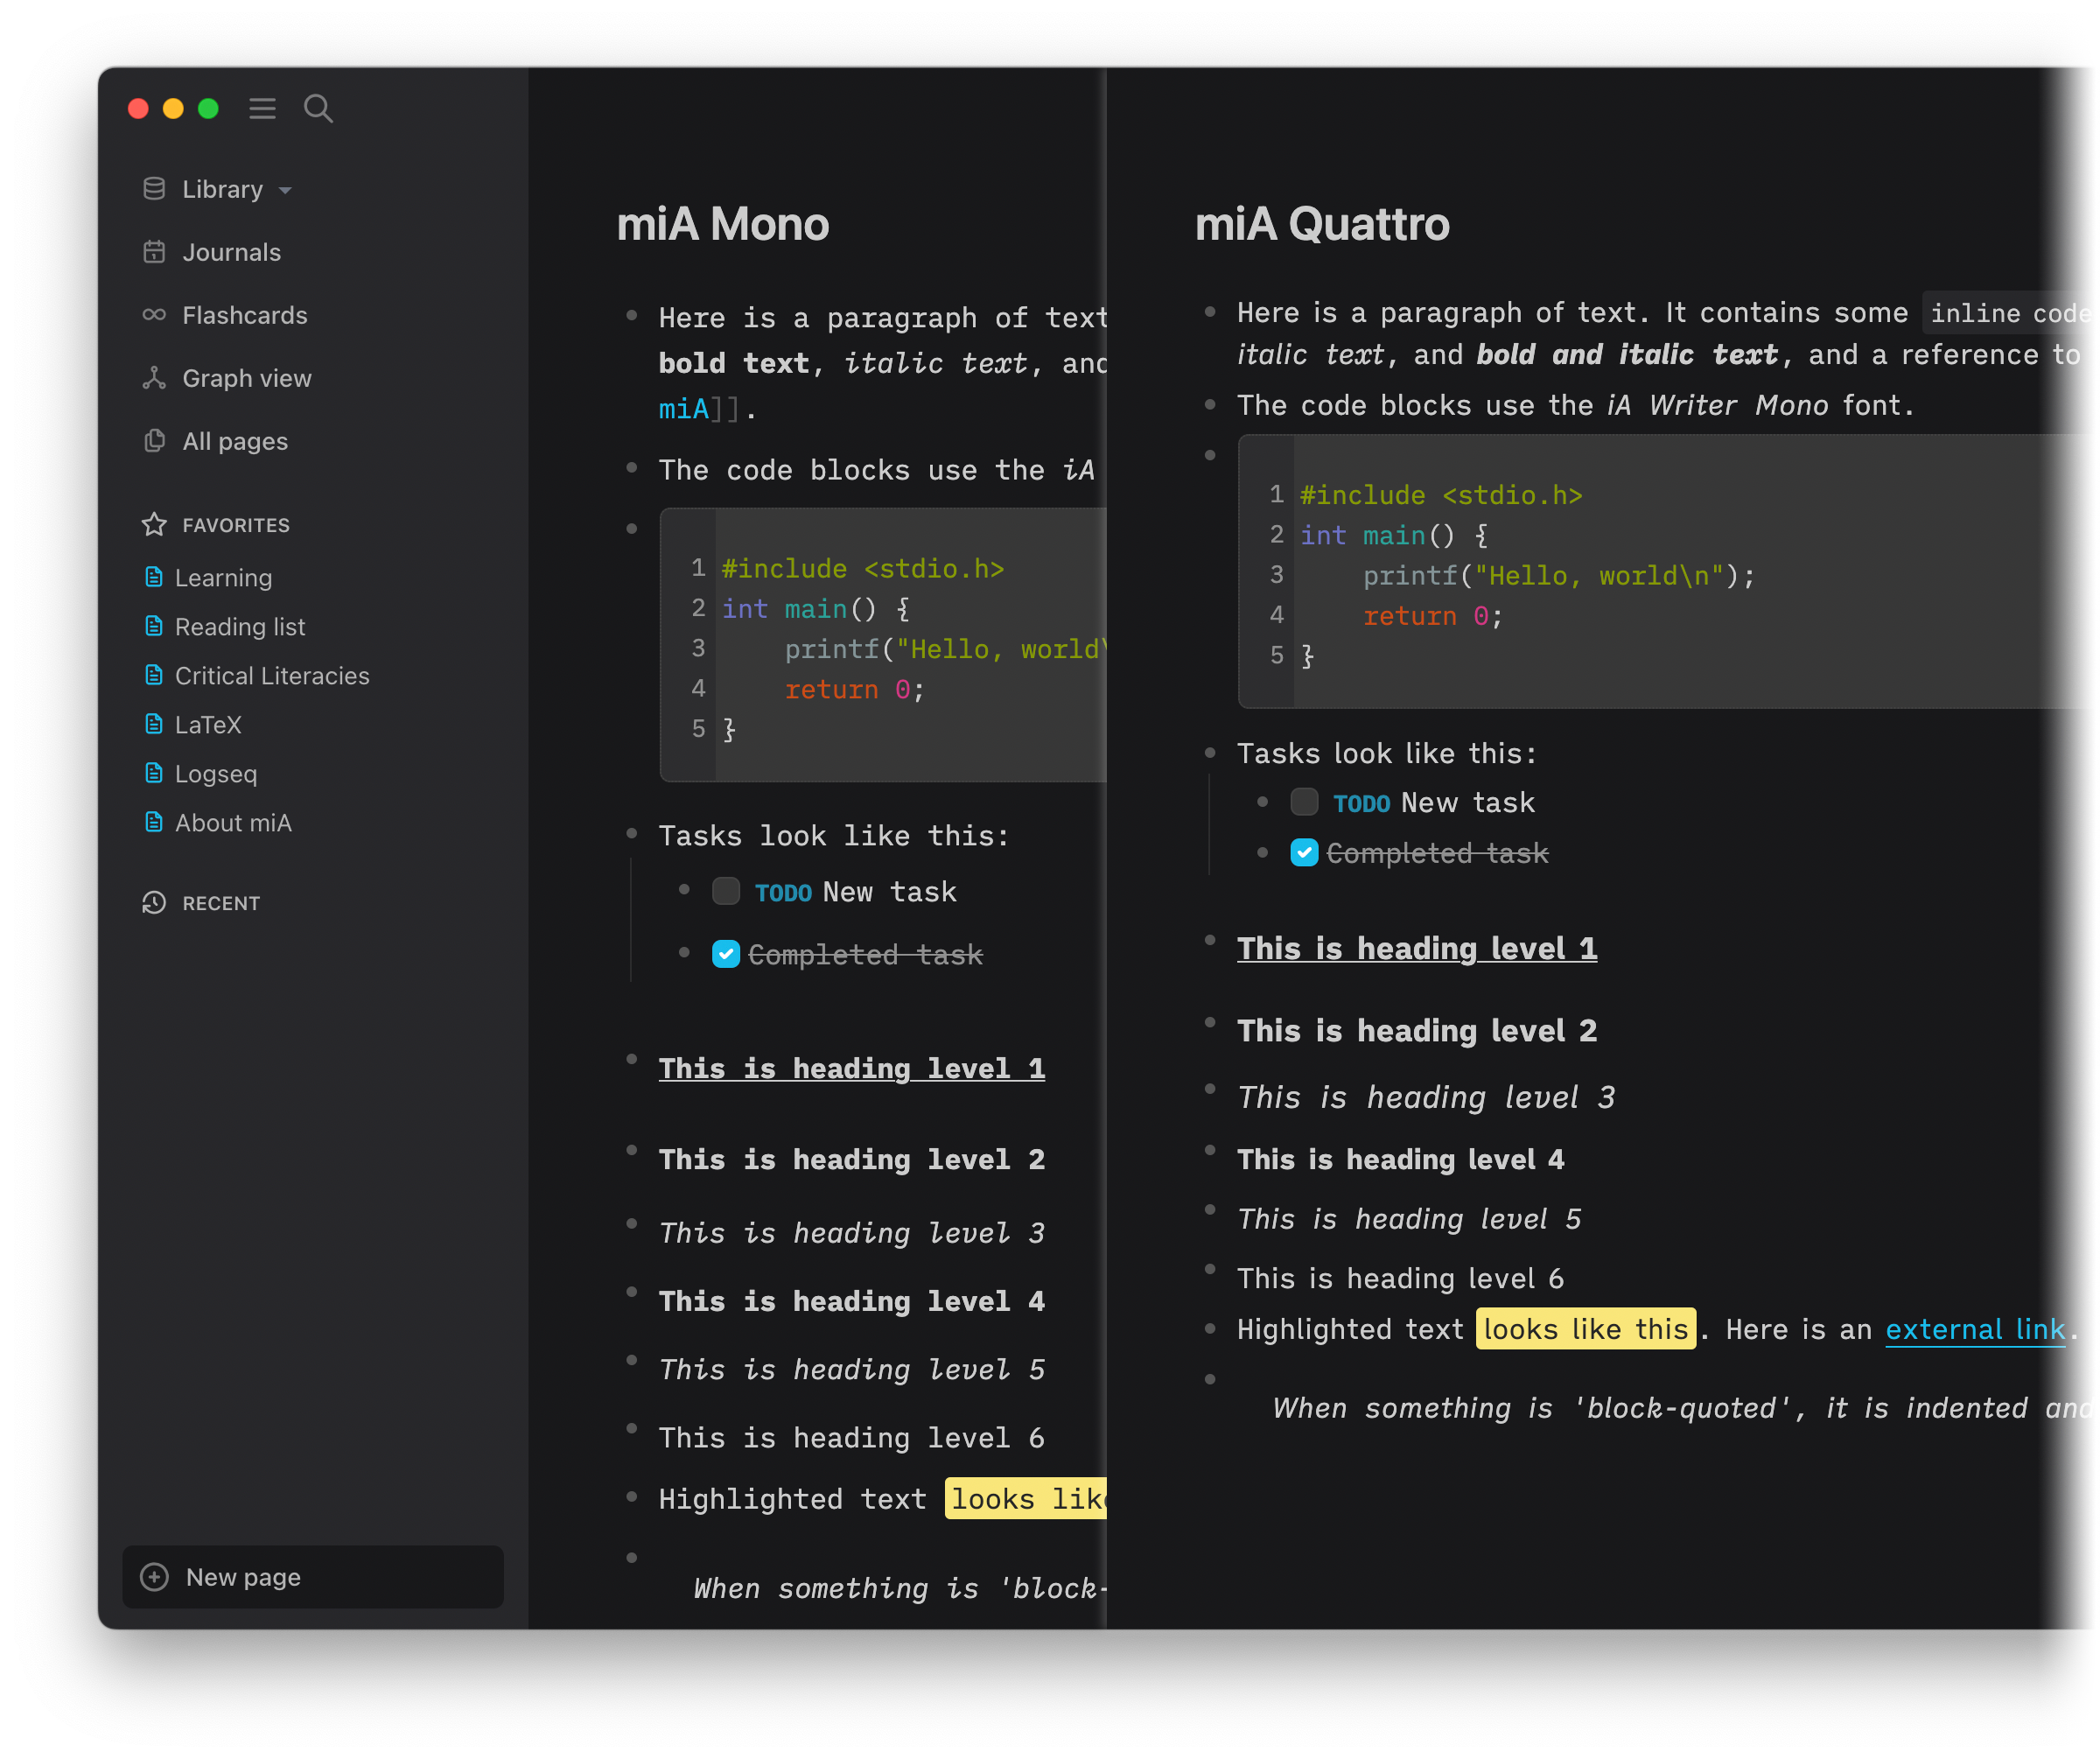 Library
Journals
Flashcards
Graph view
All pages
FAVORITES
Learning
Reading list
Critical Literacies
LaTeX
Logseq
About miA
RECENT
New page
miA Mono
Here is a paragraph of text
bold text, italic text, and
miA]].
The code blocks use the iA
1 #include <stdio.h>
2 int main() {
3     printf("Hello, world\
4     return 0;
5 }
Tasks look like this:
TODO New task
Completed task
This is heading level 1
This is heading level 2
This is heading level 3
This is heading level 4
This is heading level 5
This is heading level 6
Highlighted text looks like
When something is 'block-
miA Quattro
Here is a paragraph of text. It contains some inline code
italic text, and bold and italic text, and a reference to
The code blocks use the iA Writer Mono font.
1 #include <stdio.h>
2 int main() {
3     printf("Hello, world\n");
4     return 0;
5 }
Tasks look like this:
TODO New task
Completed task
This is heading level 1
This is heading level 2
This is heading level 3
This is heading level 4
This is heading level 5
This is heading level 6
Highlighted text looks like this. Here is an external link.
When something is 'block-quoted', it is indented and